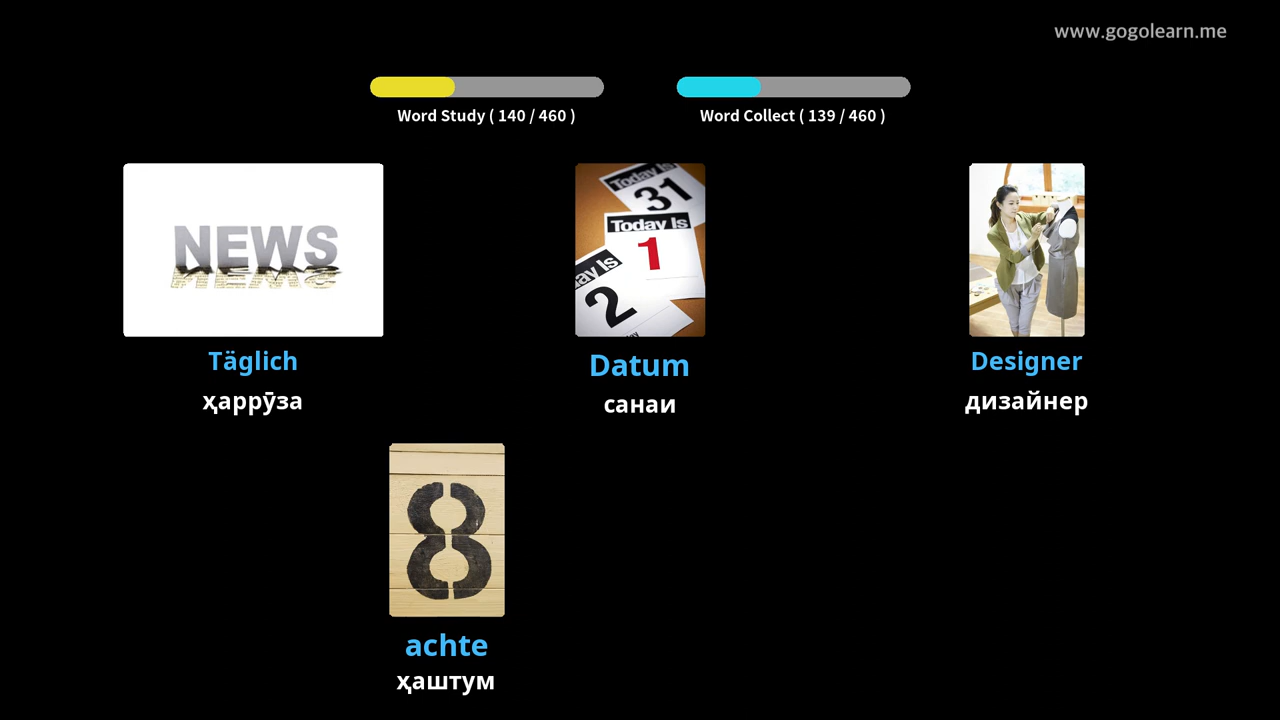 www.gogolearn.me
Word Study ( 140 / 460 )
Word Collect ( 139 / 460 )
NEWS
Today Is
31
Today Is
1
ay Is
2
Täglich
Datum
Designer
ҳаррӯза
санаи
дизайнер
8
achte
ҳаштум